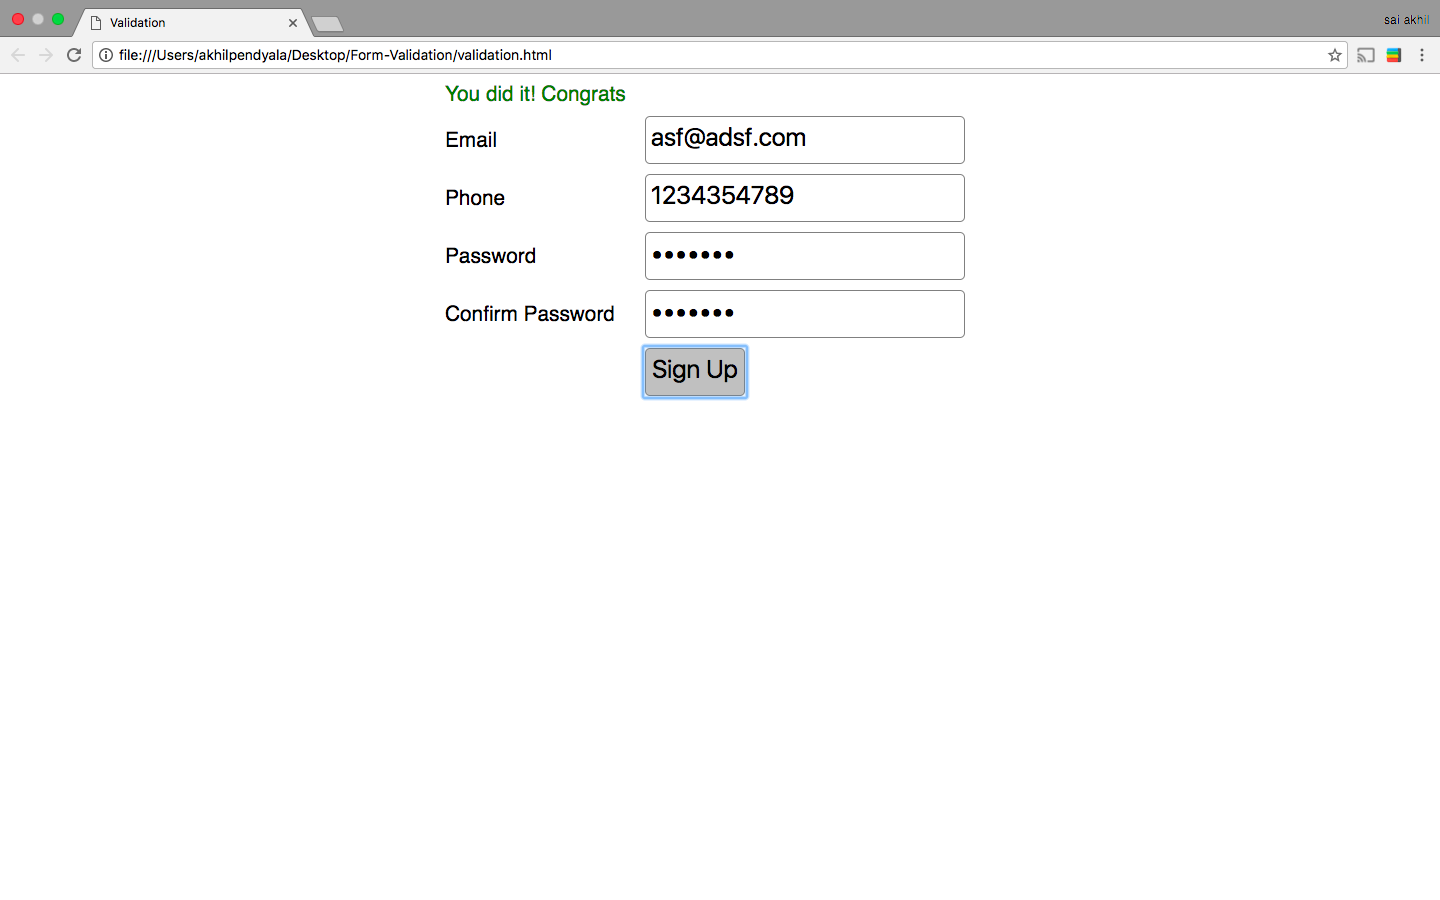 Validation
sai akhil
file:///Users/akhilpendyala/Desktop/Form-Validation/validation.html
You did it! Congrats
Email asf@adsf.com
Phone 1234354789
Password •••••••
Confirm Password •••••••
Sign Up